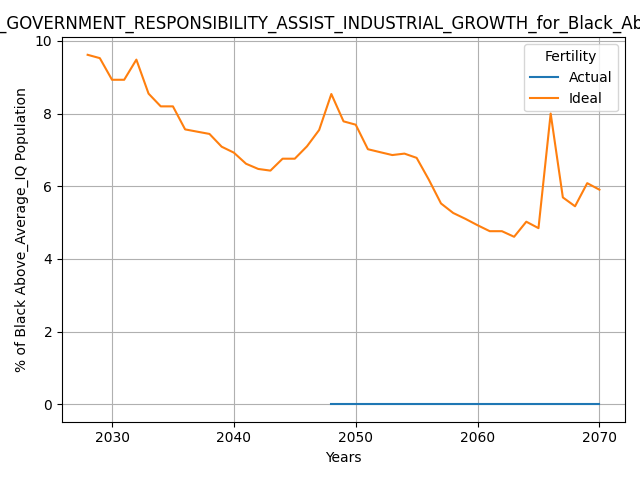 _GOVERNMENT_RESPONSIBILITY_ASSIST_INDUSTRIAL_GROWTH_for_Black_Ab
Fertility
Actual
Ideal
% of Black Above_Average_IQ Population
10
8
6
4
2
0
2030 2040 2050 2060 2070
Years